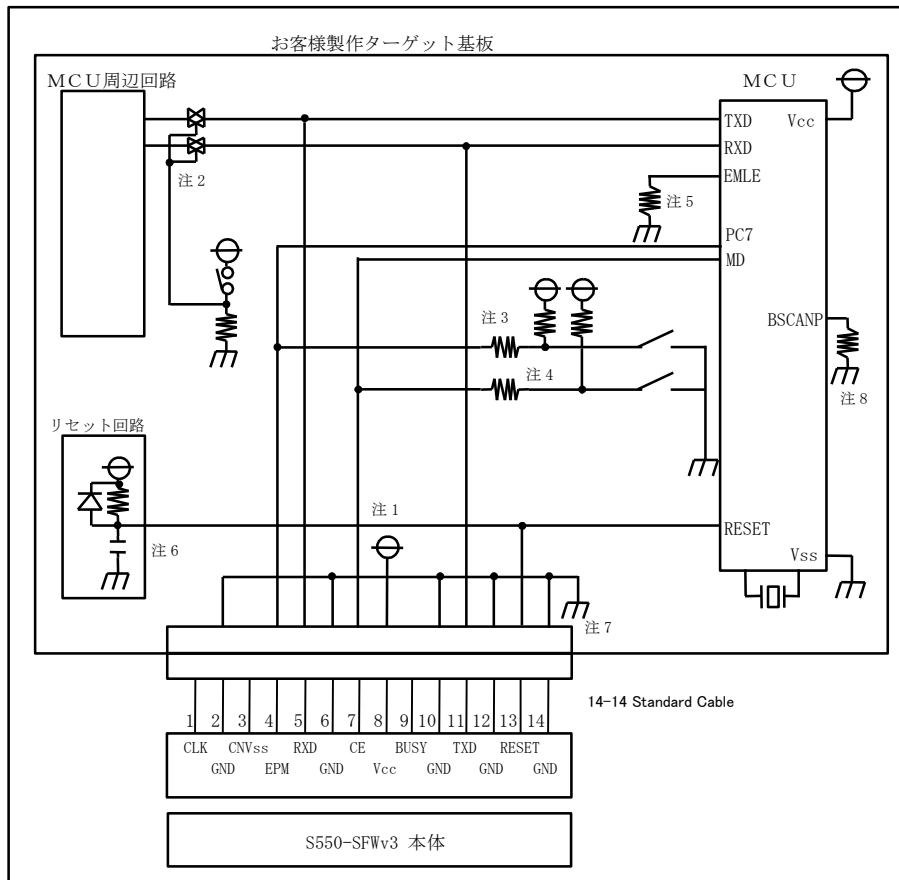 お客様製作ターゲット基板
MCU周辺回路
MCU
TXD
Vcc
RXD
注2
EMLE
注5
PC7
MD
注3
BSCANP
注4
注8
リセット回路
注1
RESET
注6
Vss
注7
14-14 Standard Cable
1 2 3 4 5 6 7 8 9 10 11 12 13 14
CLK CNVss RXD CE BUSY TXD RESET
GND EPM GND Vcc GND GND GND
S550-SFWv3 本体